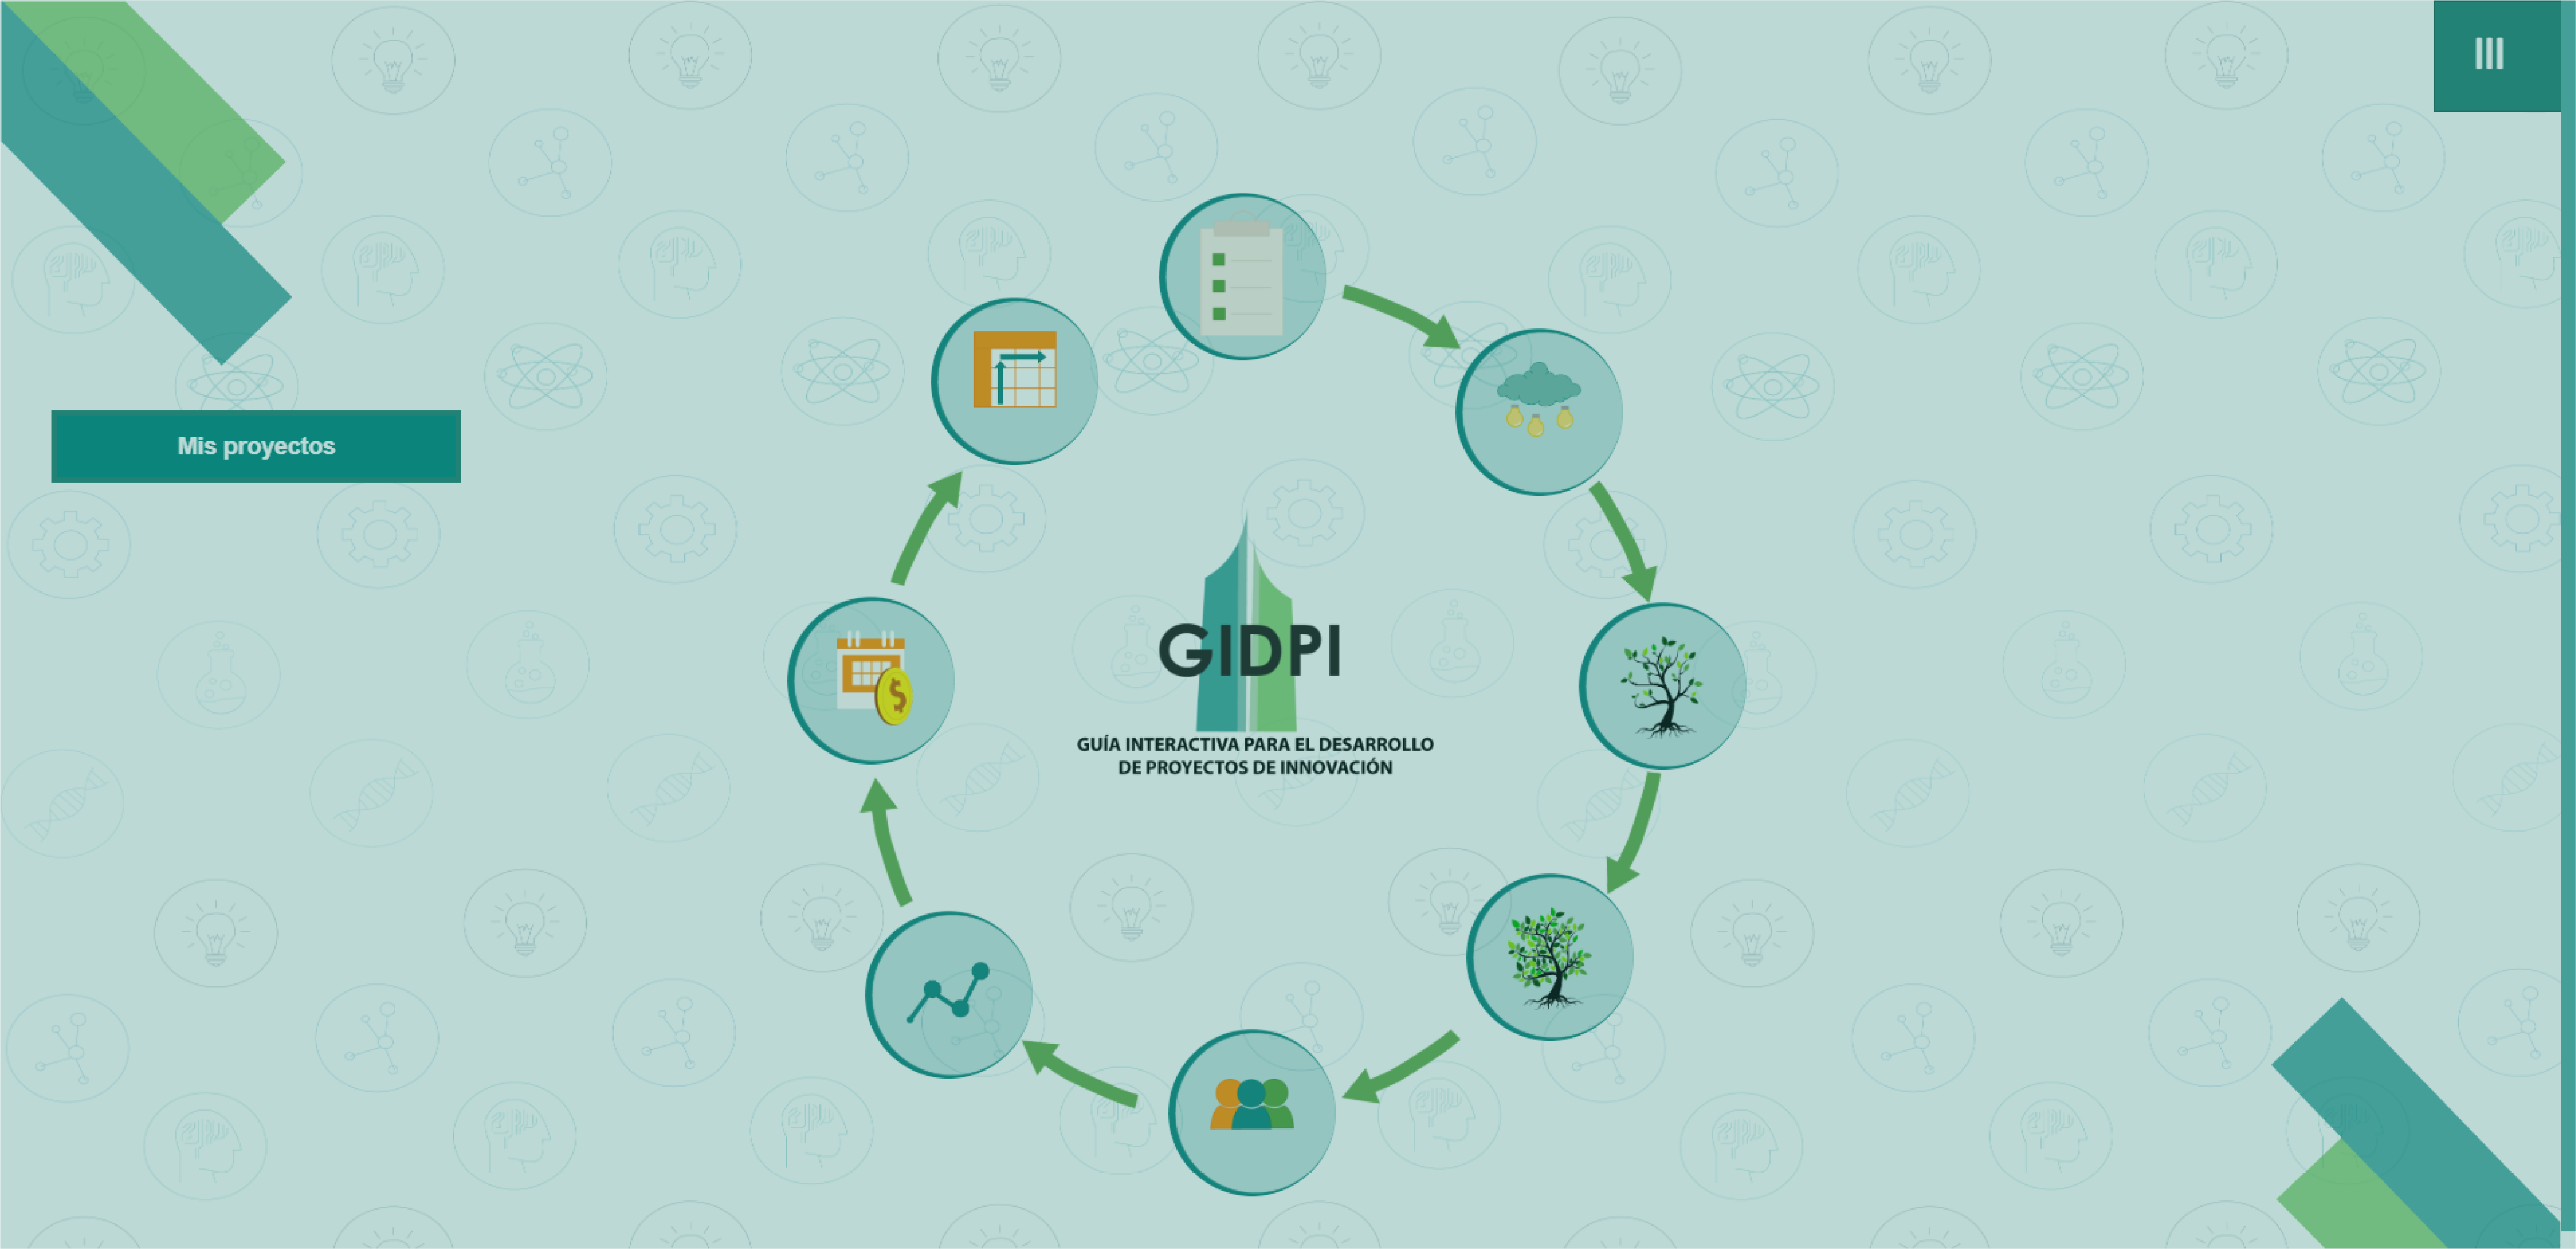 Mis proyectos
GIDPI
GUÍA INTERACTIVA PARA EL DESARROLLO
DE PROYECTOS DE INNOVACIÓN